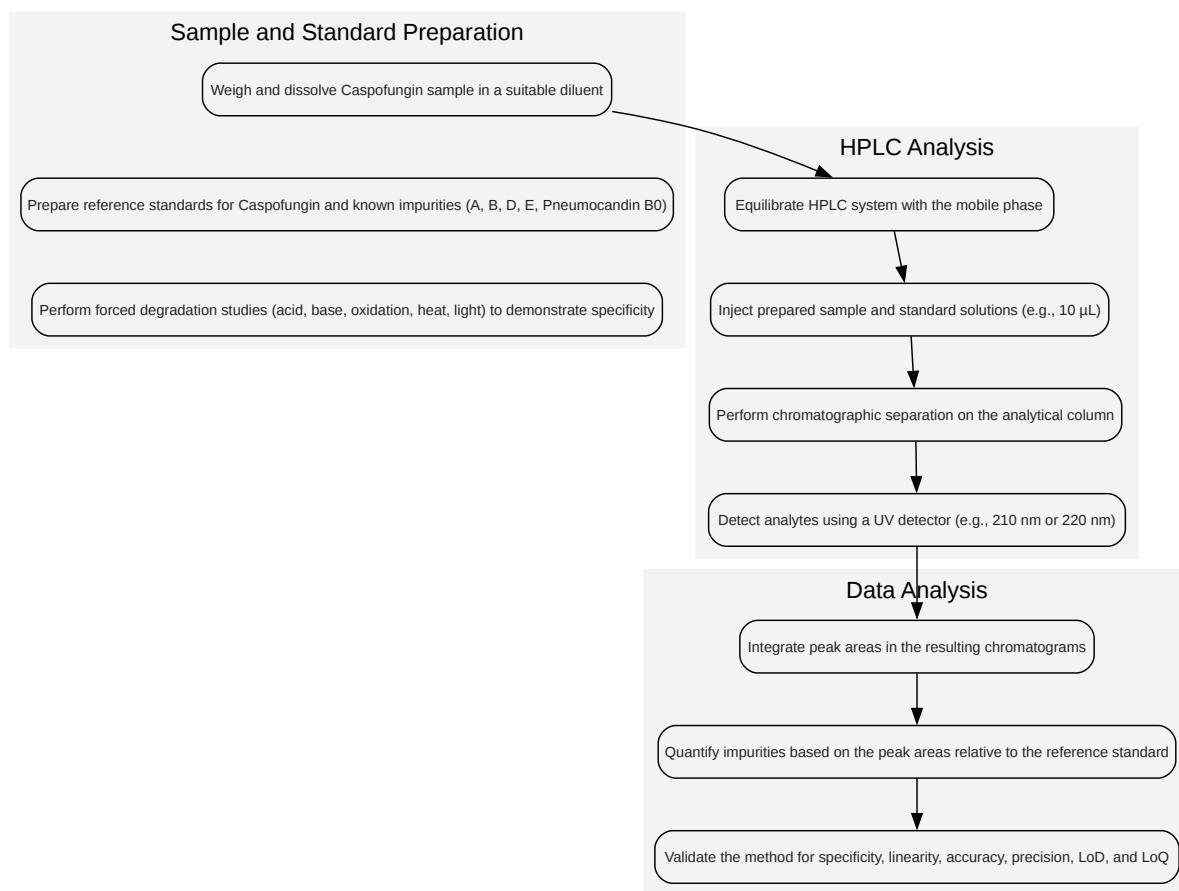 Sample and Standard Preparation
Weigh and dissolve Caspofungin sample in a suitable diluent
Prepare reference standards for Caspofungin and known impurities (A, B, D, E, Pneumocandin B0)
Perform forced degradation studies (acid, base, oxidation, heat, light) to demonstrate specificity
HPLC Analysis
Equilibrate HPLC system with the mobile phase
Inject prepared sample and standard solutions (e.g., 10 µL)
Perform chromatographic separation on the analytical column
Detect analytes using a UV detector (e.g., 210 nm or 220 nm)
Data Analysis
Integrate peak areas in the resulting chromatograms
Quantify impurities based on the peak areas relative to the reference standard
Validate the method for specificity, linearity, accuracy, precision, LoD, and LoQ